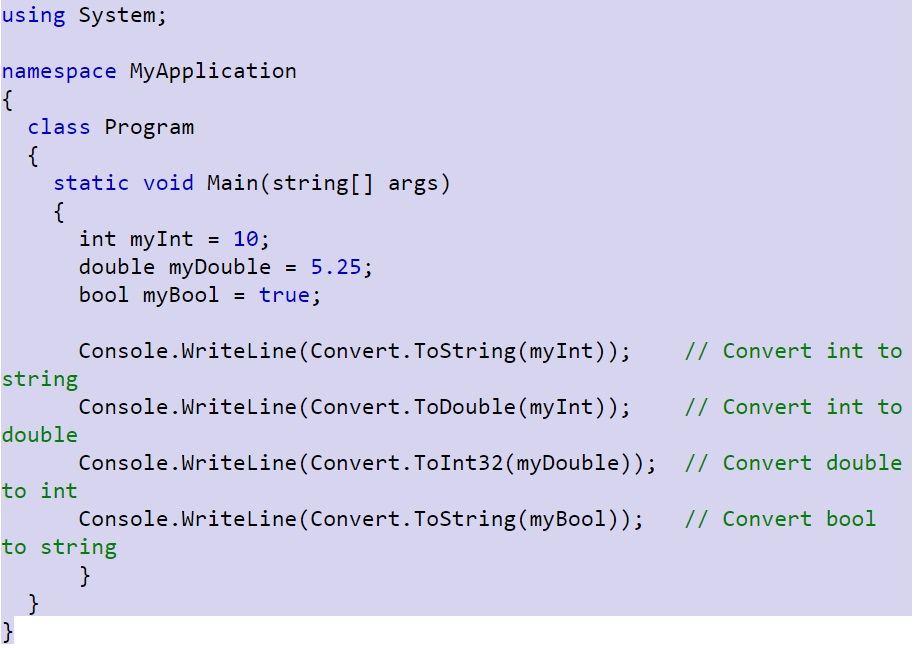 using System;

namespace MyApplication
{
  class Program
  {
    static void Main(string[] args)
    {
      int myInt = 10;
      double myDouble = 5.25;
      bool myBool = true;

      Console.WriteLine(Convert.ToString(myInt));    // Convert int to
string
      Console.WriteLine(Convert.ToDouble(myInt));    // Convert int to
double
      Console.WriteLine(Convert.ToInt32(myDouble));  // Convert double
to int
      Console.WriteLine(Convert.ToString(myBool));   // Convert bool
to string
      }
  }
}